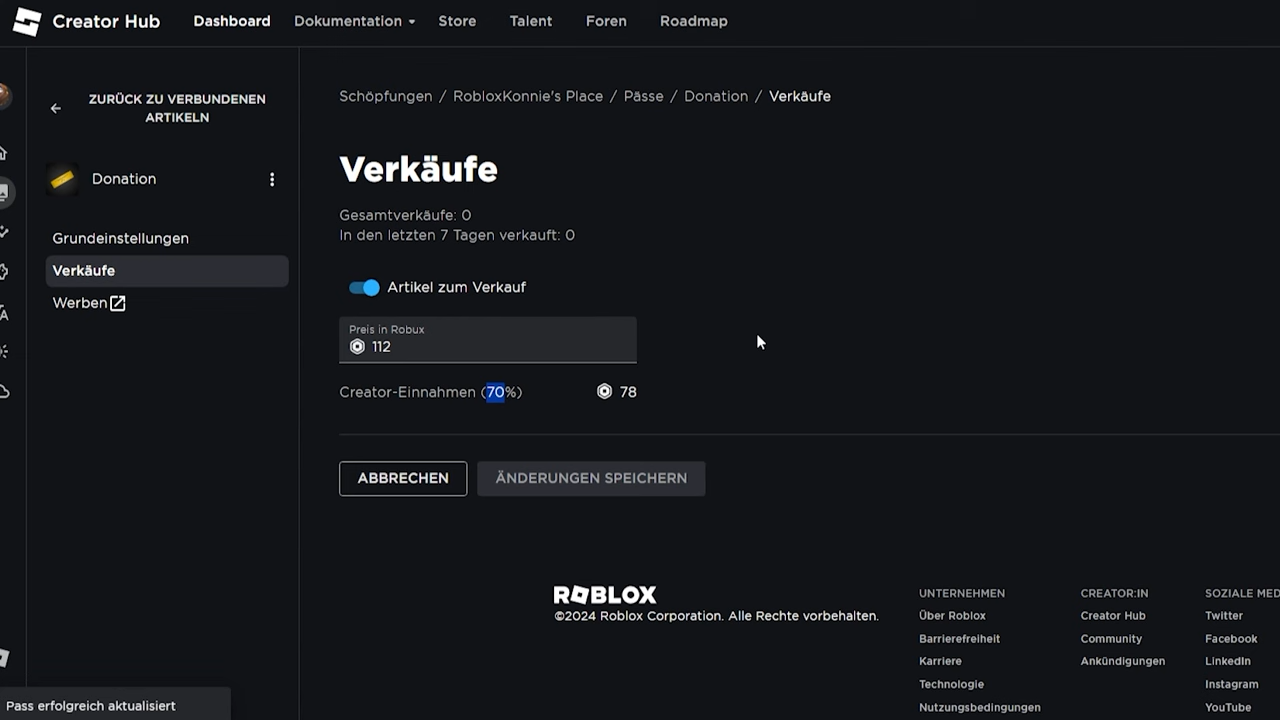 Creator Hub
Dashboard
Dokumentation
Store
Talent
Foren
Roadmap
ZURÜCK ZU VERBUNDENEN
ARTIKELN
Donation
Grundeinstellungen
Verkäufe
Werben
Schöpfungen / RobloxKonnie's Place / Pässe / Donation / Verkäufe
Verkäufe
Gesamtverkäufe: 0
In den letzten 7 Tagen verkauft: 0
Artikel zum Verkauf
Preis in Robux
112
Creator-Einnahmen (70%) 78
ABBRECHEN
ÄNDERUNGEN SPEICHERN
ROBLOX
©2024 Roblox Corporation. Alle Rechte vorbehalten.
UNTERNEHMEN
Über Roblox
Barrierefreiheit
Karriere
Technologie
Nutzungsbedingungen
CREATOR:IN
Creator Hub
Community
Ankündigungen
SOZIALE MED
Twitter
Facebook
LinkedIn
Instagram
YouTube
Pass erfolgreich aktualisiert